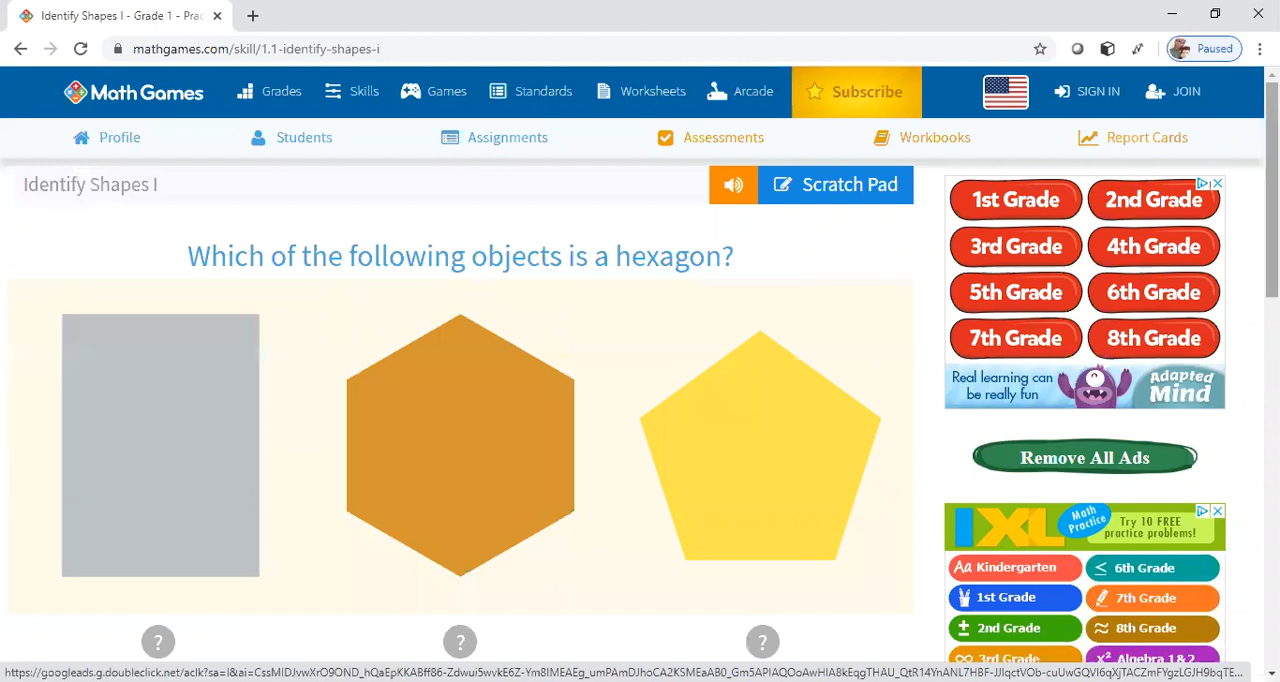 Identify Shapes I - Grade 1 - Prac
mathgames.com/skill/1.1-identify-shapes-i
Paused
Math Games
Grades
Skills
Games
Standards
Worksheets
Arcade
Subscribe
SIGN IN
JOIN
Profile
Students
Assignments
Assessments
Workbooks
Report Cards
Identify Shapes I
Scratch Pad
Which of the following objects is a hexagon?
?
?
?
1st Grade
2nd Grade
3rd Grade
4th Grade
5th Grade
6th Grade
7th Grade
8th Grade
Real learning can
be really fun
Adapted
Mind
Remove All Ads
IXL
Math
Practice
Try 10 FREE
practice problems!
Aa Kindergarten
≤ 6th Grade
1st Grade
7th Grade
± 2nd Grade
≈ 8th Grade
∞ 3rd Grade
x² Algebra 1 & 2